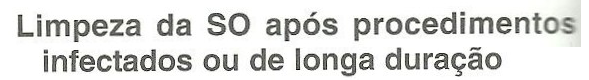 Limpeza da SO após procedimentos
infectados ou de longa duração